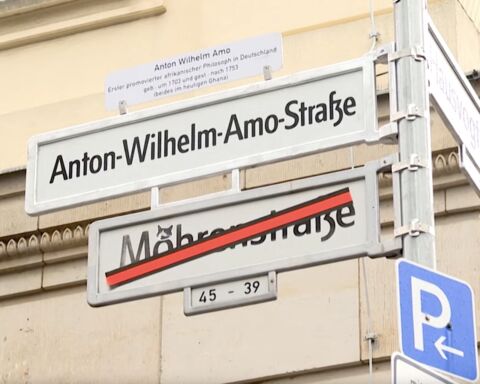 Anton Wilhelm Amo
Erster promovierter afrikanischer Philosoph in Deutschland
geb. um 1703 und gest. nach 1753
(beides im heutigen Ghana)
Anton-Wilhelm-Amo-Straße
Möhrenstraße
45 - 39
P